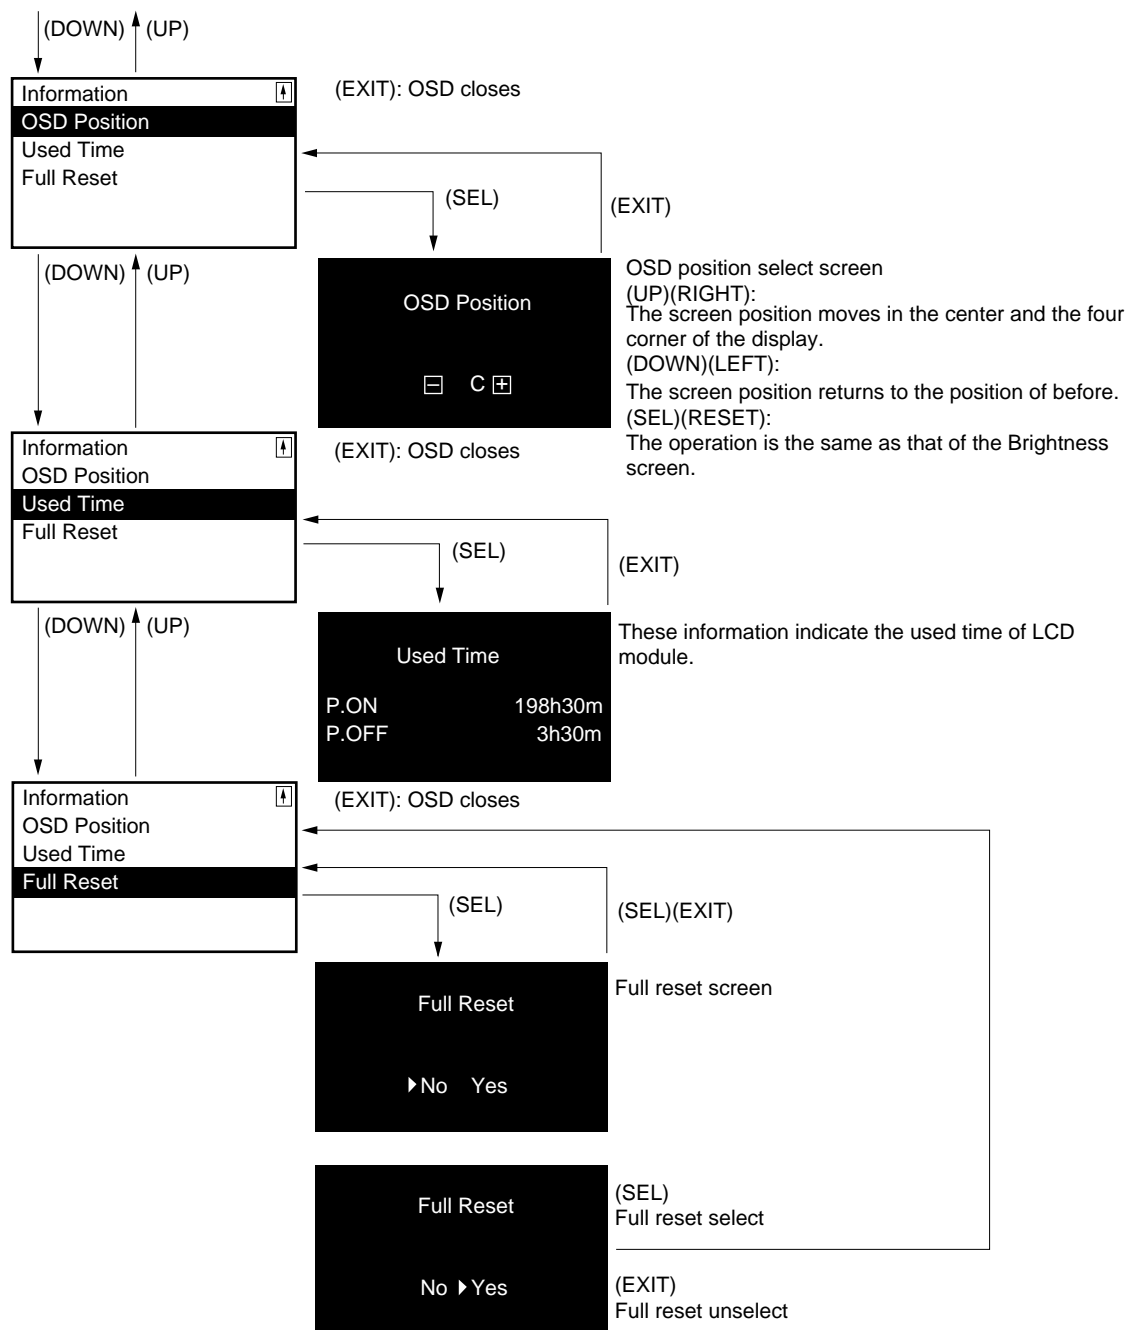 (DOWN) (UP)
Information
OSD Position
Used Time
Full Reset
(EXIT): OSD closes
(SEL)
(EXIT)
(DOWN) (UP)
OSD Position
C
OSD position select screen
(UP)(RIGHT):
The screen position moves in the center and the four
corner of the display.
(DOWN)(LEFT):
The screen position returns to the position of before.
(SEL)(RESET):
The operation is the same as that of the Brightness
screen.
Information
OSD Position
Used Time
Full Reset
(EXIT): OSD closes
(SEL)
(EXIT)
(DOWN) (UP)
Used Time
P.ON 198h30m
P.OFF 3h30m
These information indicate the used time of LCD
module.
Information
OSD Position
Used Time
Full Reset
(EXIT): OSD closes
(SEL)
(SEL)(EXIT)
Full Reset
No Yes
Full reset screen
Full Reset
No Yes
(SEL)
Full reset select
(EXIT)
Full reset unselect